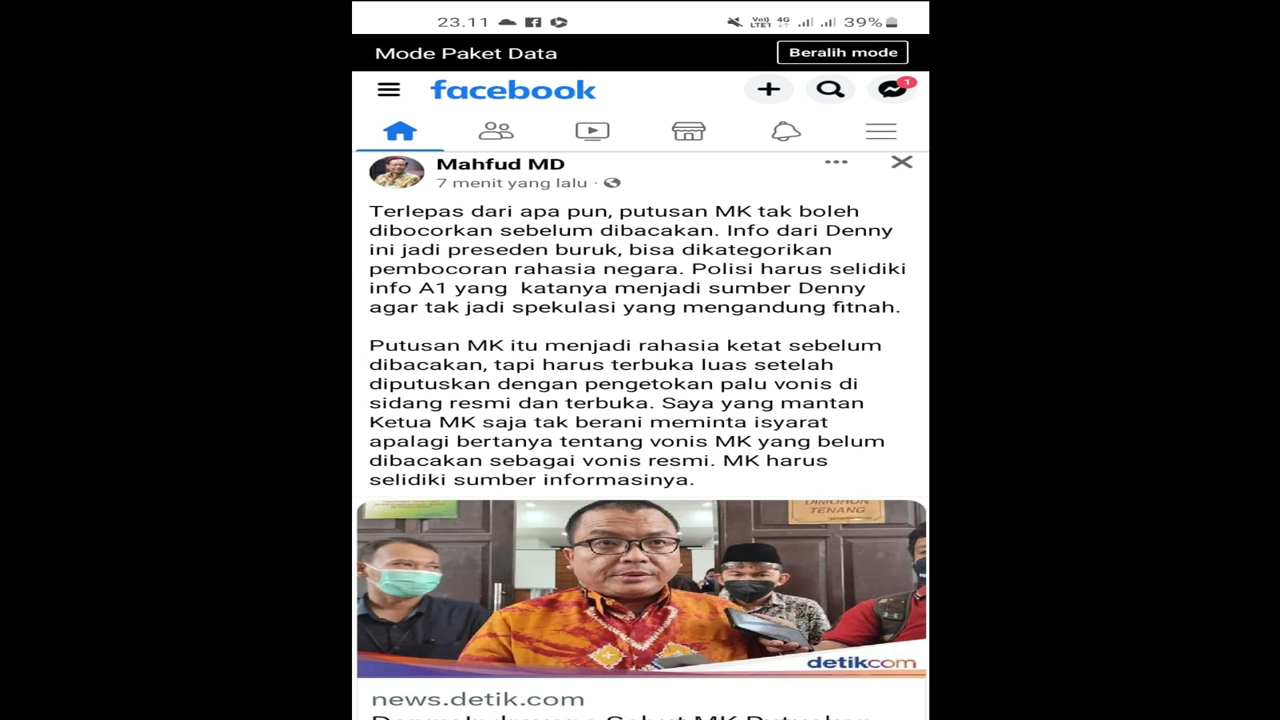 23.11 VoI) LTE1 4G 39%
Mode Paket Data Beralih mode
facebook 1
Mahfud MD
7 menit yang lalu ·
Terlepas dari apa pun, putusan MK tak boleh
dibocorkan sebelum dibacakan. Info dari Denny
ini jadi preseden buruk, bisa dikategorikan
pembocoran rahasia negara. Polisi harus selidiki
info A1 yang  katanya menjadi sumber Denny
agar tak jadi spekulasi yang mengandung fitnah.
Putusan MK itu menjadi rahasia ketat sebelum
dibacakan, tapi harus terbuka luas setelah
diputuskan dengan pengetokan palu vonis di
sidang resmi dan terbuka. Saya yang mantan
Ketua MK saja tak berani meminta isyarat
apalagi bertanya tentang vonis MK yang belum
dibacakan sebagai vonis resmi. MK harus
selidiki sumber informasinya.
DIMOHON
TENANG
detikcom
news.detik.com